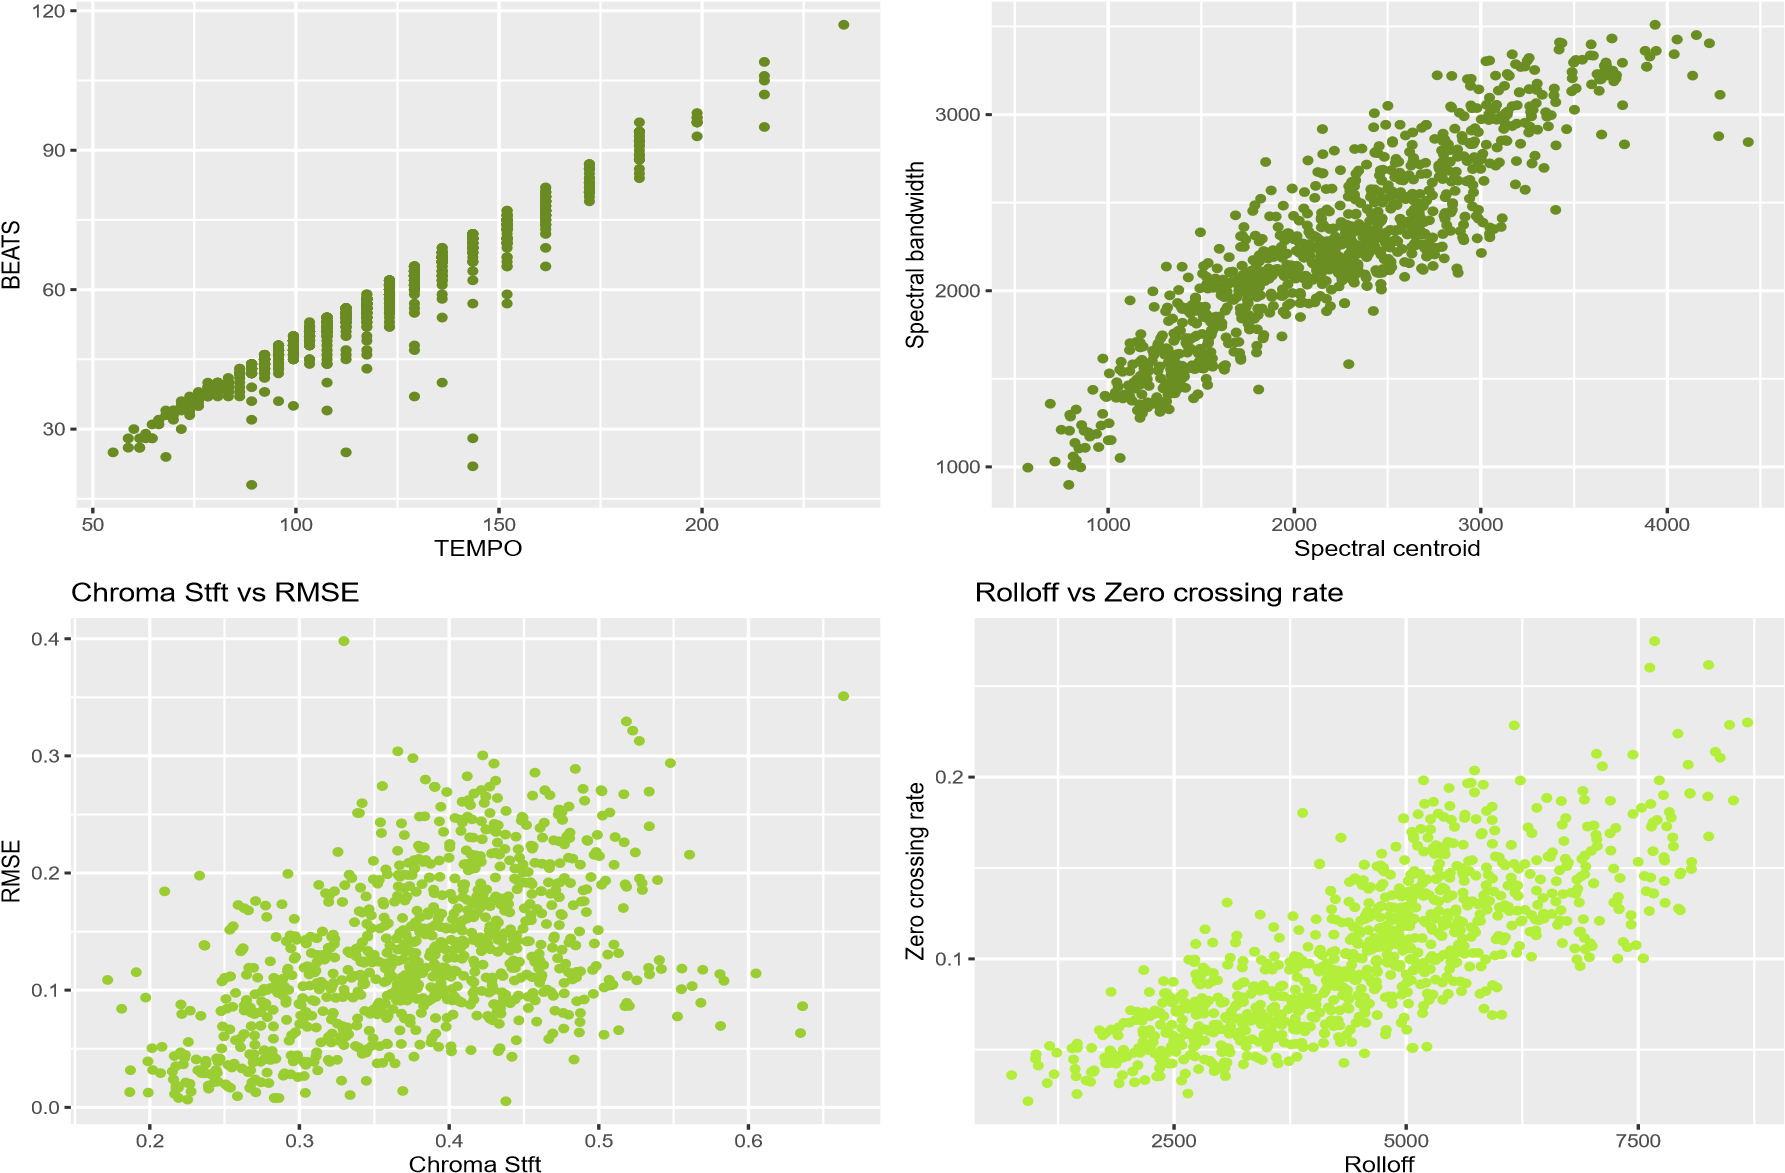 120
90
60
30
BEATS
50 100 150 200
TEMPO
3000
2000
1000
Spectral bandwidth
1000 2000 3000 4000
Spectral centroid
Chroma Stft vs RMSE
0.4
0.3
0.2
0.1
0.0
RMSE
0.2 0.3 0.4 0.5 0.6
Chroma Stft
Rolloff vs Zero crossing rate
0.2
0.1
Zero crossing rate
2500 5000 7500
Rolloff